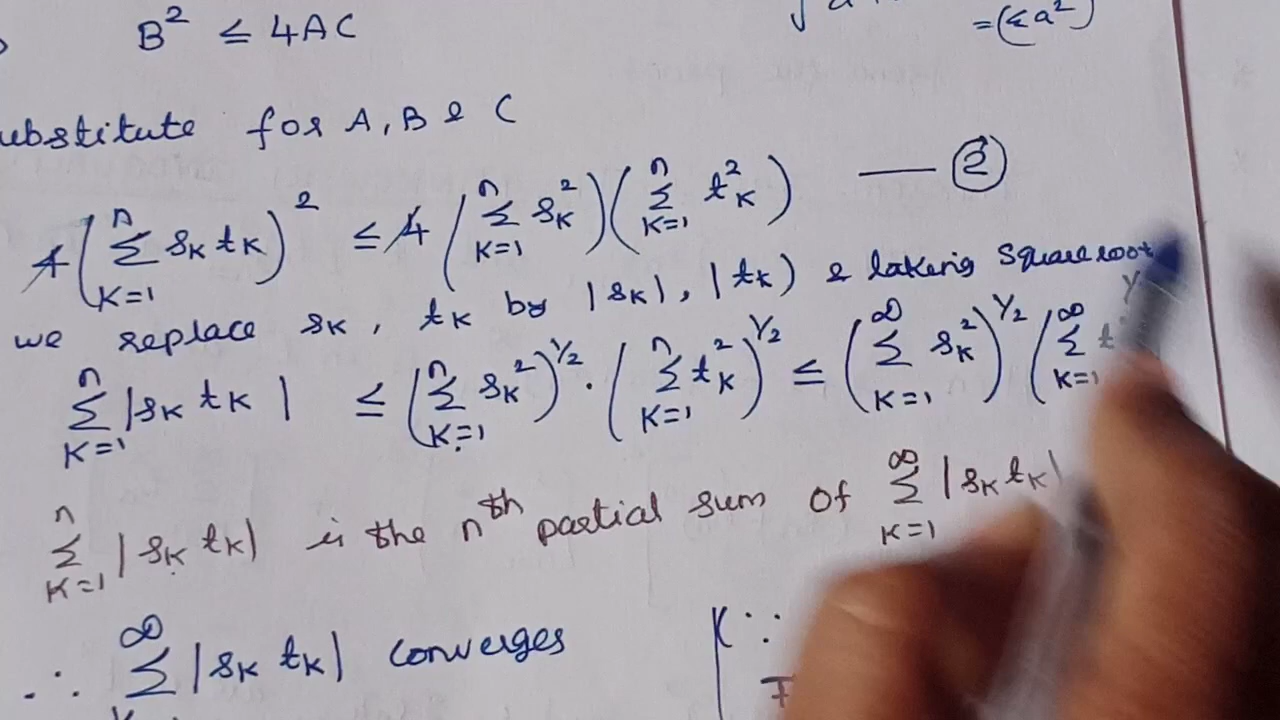 B² ≤ 4AC
= (Σa²)
ubstitute for A, B & C
4(Σ_{K=1}^{n} s_K t_K)² ≤ 4(Σ_{K=1}^{n} s_K²)(Σ_{K=1}^{n} t_K²) — ②
we replace s_K, t_K by |s_K|, |t_K) & taking Square root
Σ_{K=1}^{n} |s_K t_K| ≤ (Σ_{K=1}^{n} s_K²)^{1/2} · (Σ_{K=1}^{n} t_K²)^{1/2} ≤ (Σ_{K=1}^{∞} s_K²)^{1/2} (Σ_{K=1}^{∞} t
Σ_{K=1}^{n} |s_K t_K| is the nth partial sum of Σ_{K=1}^{∞} |s_K t_K|
∴ Σ^{∞} |s_K t_K| converges
∵